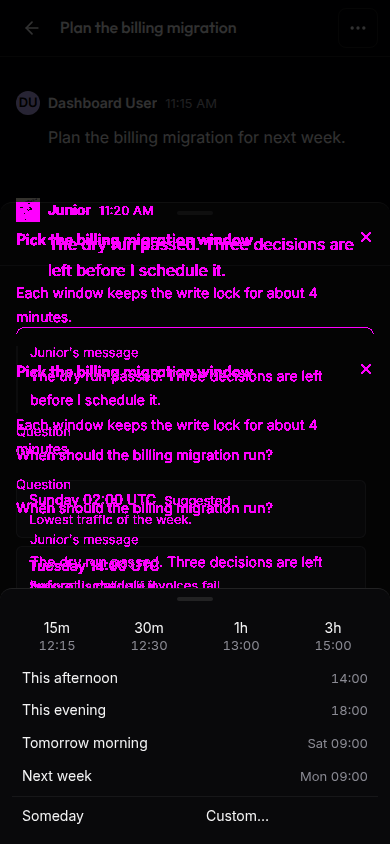 Plan the billing migration
DU Dashboard User 11:15 AM
Plan the billing migration for next week.
Junior 11:20 AM
Pick the billing migration window
The dry run passed. Three decisions are
left before I schedule it.
Each window keeps the write lock for about 4
minutes.
Junior's message
Pick the billing migration window
The dry run passed. Three decisions are left
before I schedule it.
Each window keeps the write lock for about 4
Question
minutes.
When should the billing migration run?
Question
Sunday 02:00 UTC Suggested
When should the billing migration run?
Lowest traffic of the week.
Junior's message
The dry run passed. Three decisions are left
Tuesday 14:00 UTC
before I schedule it.
15m 30m 1h 3h
12:15 12:30 13:00 15:00
This afternoon 14:00
This evening 18:00
Tomorrow morning Sat 09:00
Next week Mon 09:00
Someday Custom...